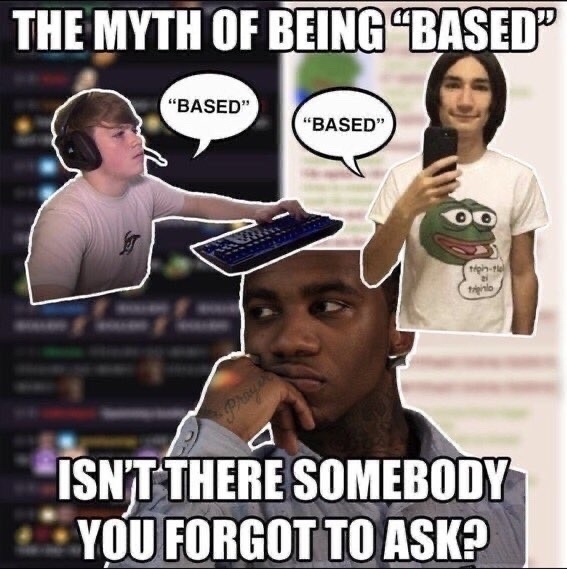 THE MYTH OF BEING “BASED”
“BASED”
“BASED”
ISN'T THERE SOMEBODY
YOU FORGOT TO ASK?